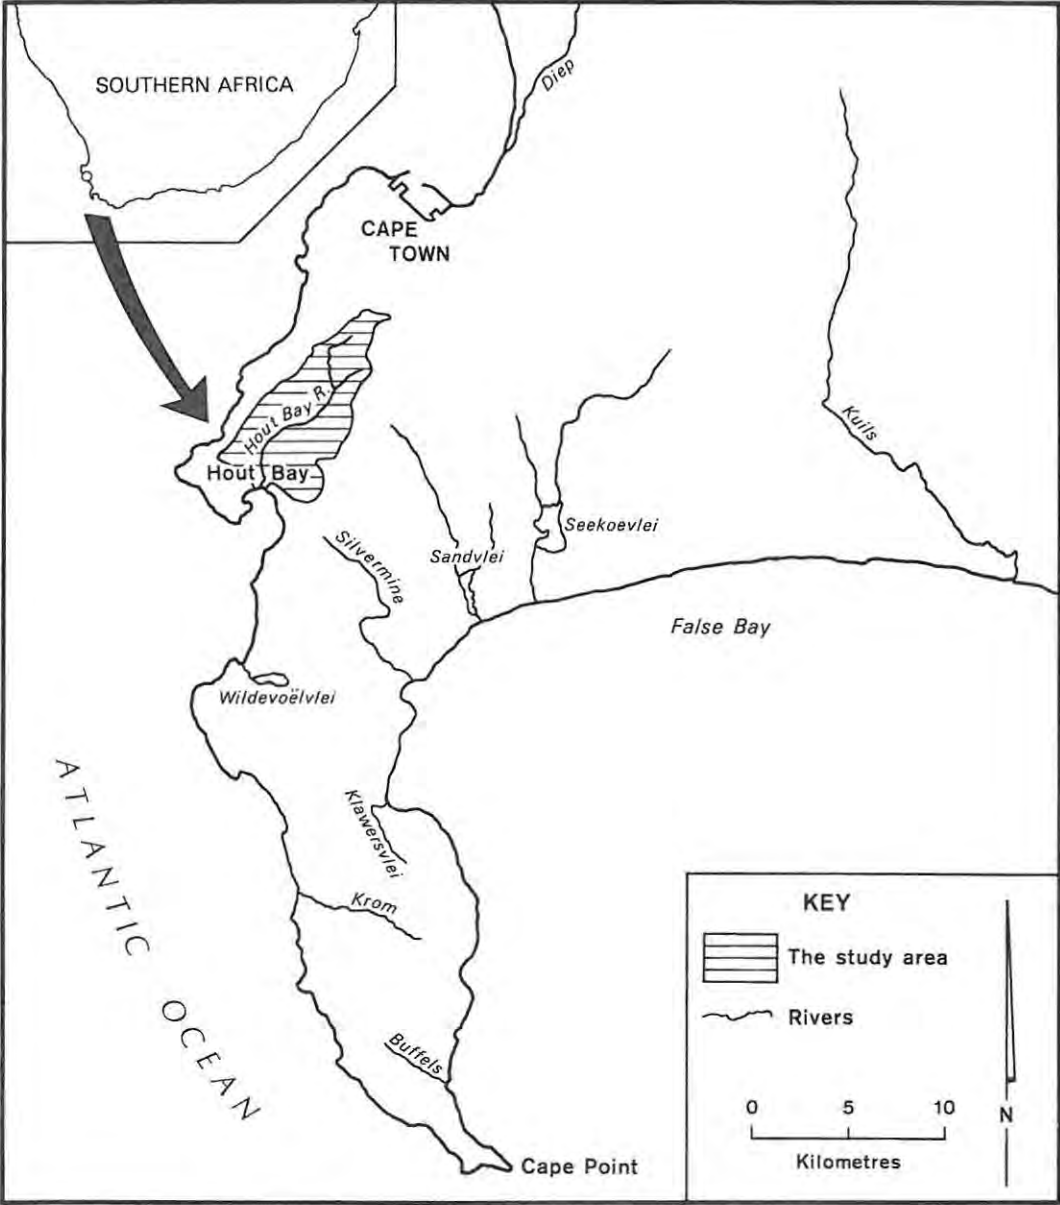 SOUTHERN AFRICA
Diep
CAPE
TOWN
Hout Bay R.
Kuils
Hout Bay
Seekoevlei
Silvermine
Sandvlei
False Bay
Wildevoëlvlei
ATLANTIC OCEAN
Klawersvlei
Krom
Buffels
Cape Point
KEY
The study area
Rivers
0 5 10
Kilometres
N